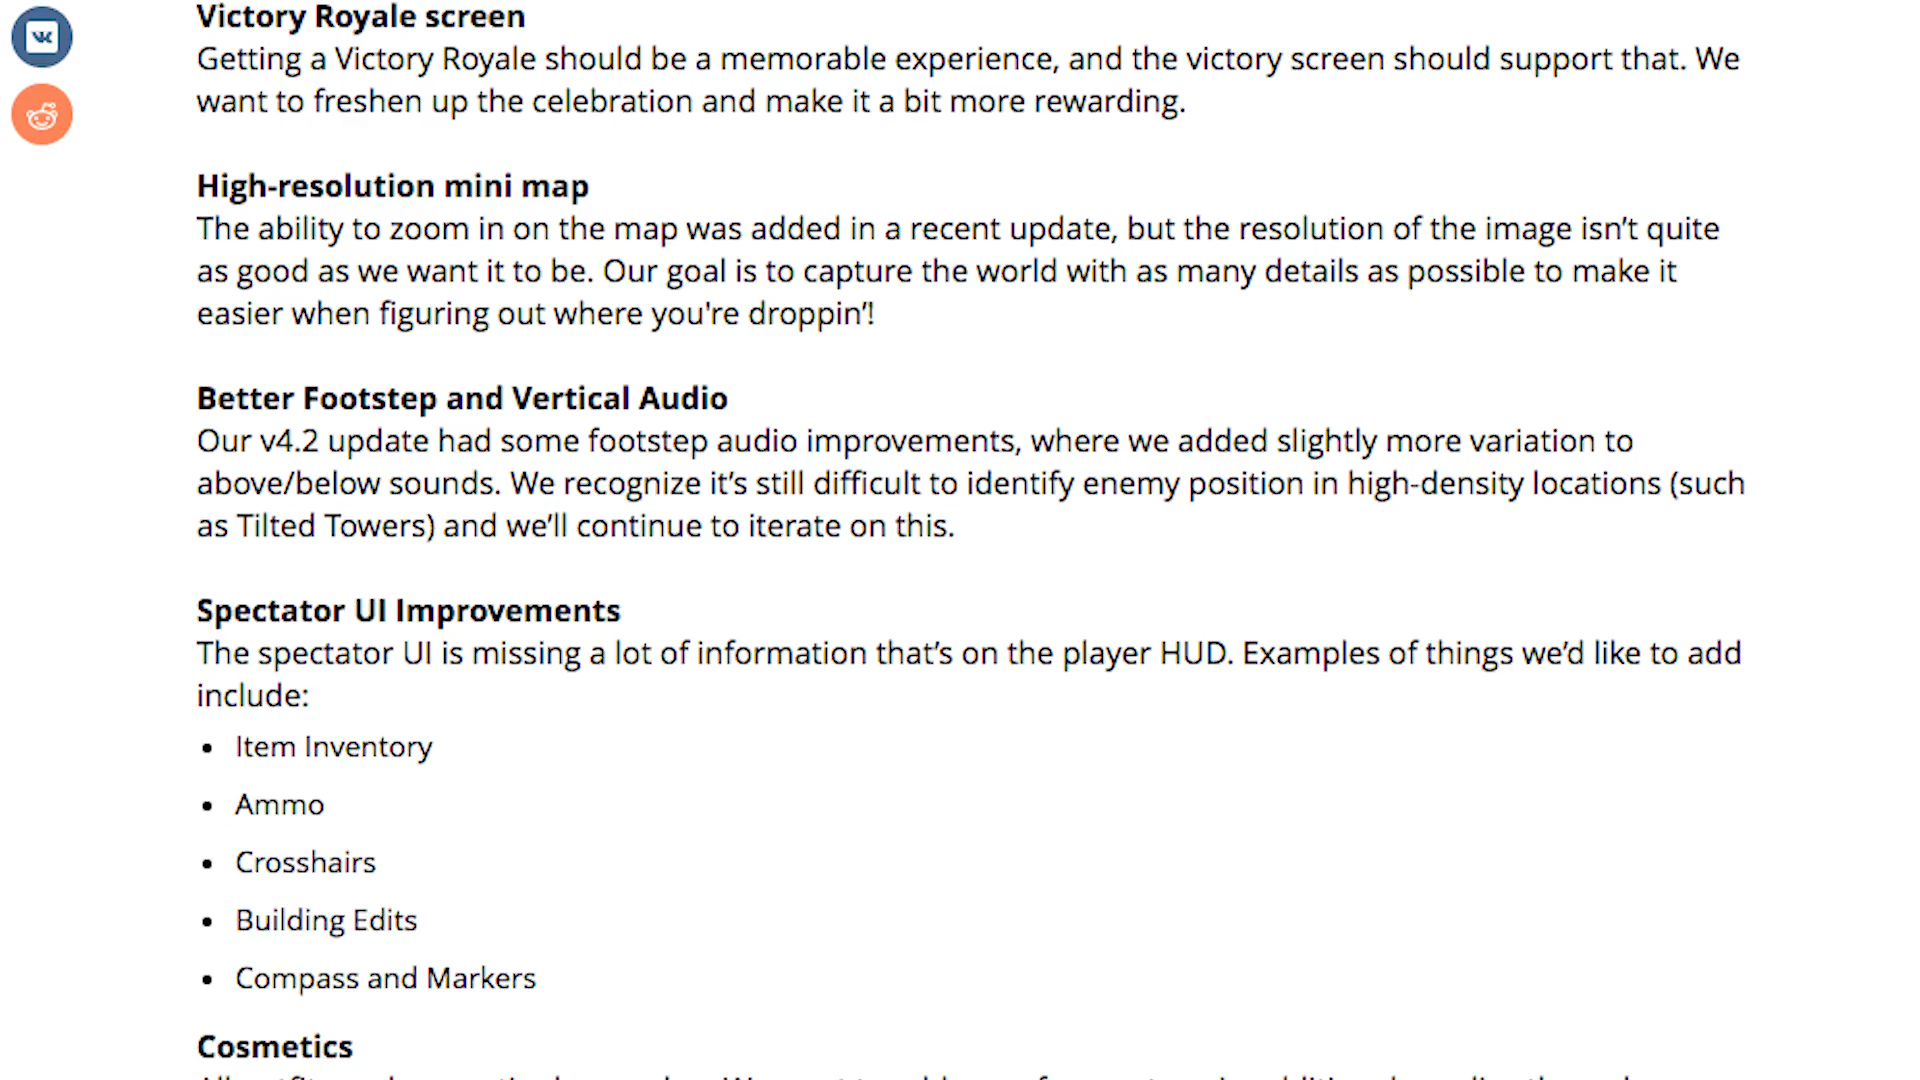 Victory Royale screen
Getting a Victory Royale should be a memorable experience, and the victory screen should support that. We
want to freshen up the celebration and make it a bit more rewarding.
High-resolution mini map
The ability to zoom in on the map was added in a recent update, but the resolution of the image isn’t quite
as good as we want it to be. Our goal is to capture the world with as many details as possible to make it
easier when figuring out where you're droppin’!
Better Footstep and Vertical Audio
Our v4.2 update had some footstep audio improvements, where we added slightly more variation to
above/below sounds. We recognize it’s still difficult to identify enemy position in high-density locations (such
as Tilted Towers) and we’ll continue to iterate on this.
Spectator UI Improvements
The spectator UI is missing a lot of information that’s on the player HUD. Examples of things we’d like to add
include:
• Item Inventory
• Ammo
• Crosshairs
• Building Edits
• Compass and Markers
Cosmetics